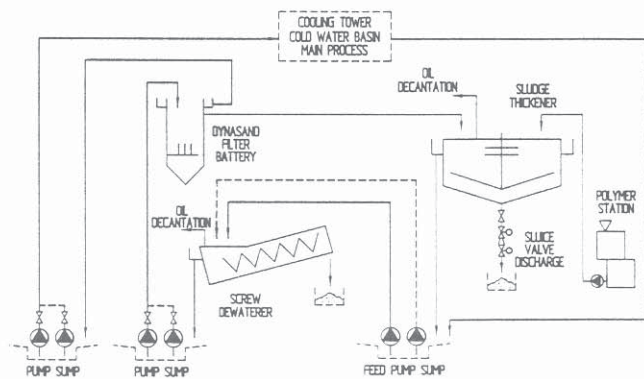 COOLING TOWER
COLD WATER BASIN
MAIN PROCESS
OIL
DECANTATION
SLUDGE
THICKENER
DYNASAND
FILTER
BATTERY
POLYMER
STATION
OIL
DECANTATION
SLUICE
VALVE
DISCHARGE
SCREW
DEWATERER
PUMP SUMP
PUMP SUMP
FEED PUMP SUMP